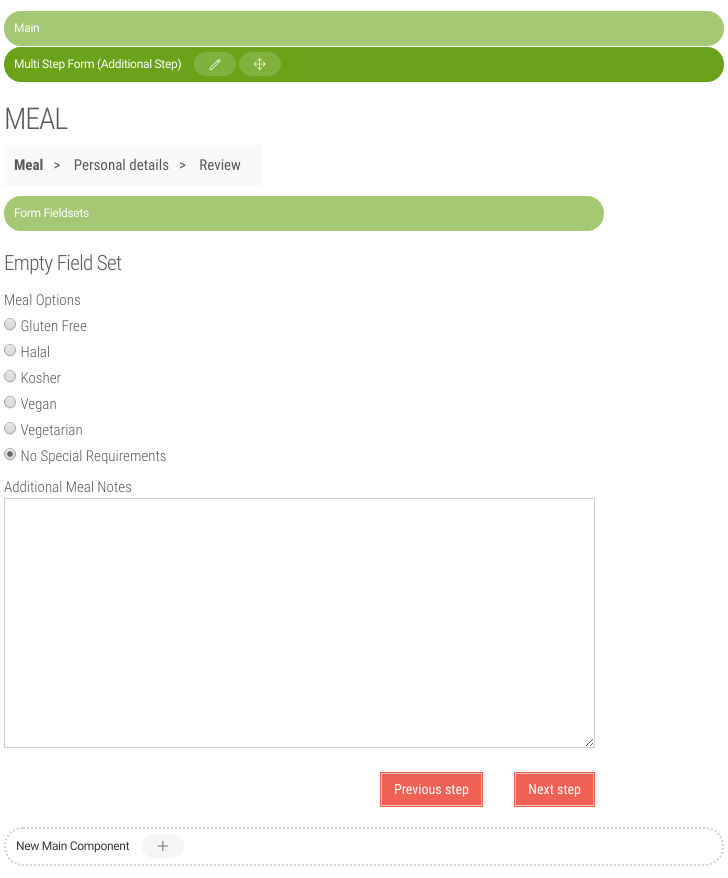 Main
Multi Step Form (Additional Step)
MEAL
Meal > Personal details > Review
Form Fieldsets
Empty Field Set
Meal Options
Gluten Free
Halal
Kosher
Vegan
Vegetarian
No Special Requirements
Additional Meal Notes
Previous step Next step
New Main Component